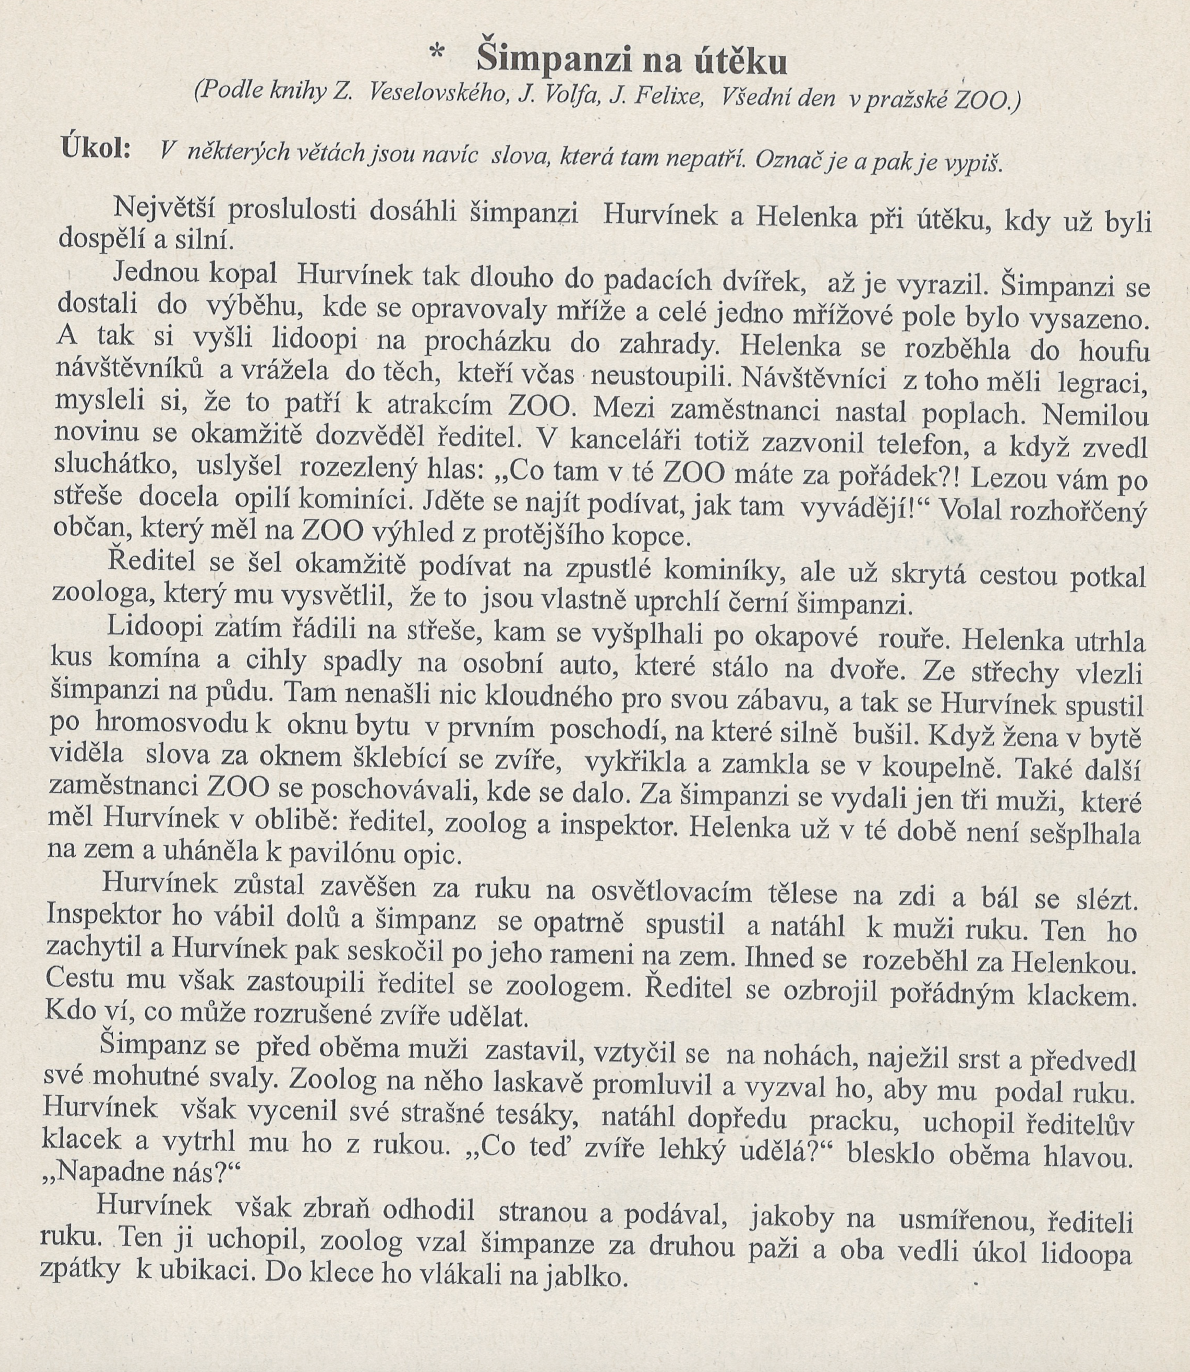 * Šimpanzi na útěku
(Podle knihy Z. Veselovského, J. Volfa, J. Felixe, Všední den v pražské ZOO.)
Úkol: V některých větách jsou navíc slova, která tam nepatří. Označ je a pak je vypiš.
Největší proslulosti dosáhli šimpanzi Hurvínek a Helenka při útěku, kdy už byli
dospělí a silní.
Jednou kopal Hurvínek tak dlouho do padacích dvířek, až je vyrazil. Šimpanzi se
dostali do výběhu, kde se opravovaly mříže a celé jedno mřížové pole bylo vysazeno.
A tak si vyšli lidoopi na procházku do zahrady. Helenka se rozběhla do houfu
návštěvníků a vrážela do těch, kteří včas neustoupili. Návštěvníci z toho měli legraci,
mysleli si, že to patří k atrakcím ZOO. Mezi zaměstnanci nastal poplach. Nemilou
novinu se okamžitě dozvěděl ředitel. V kanceláři totiž zazvonil telefon, a když zvedl
sluchátko, uslyšel rozezlený hlas: „Co tam v té ZOO máte za pořádek?! Lezou vám po
střeše docela opilí kominíci. Jděte se najít podívat, jak tam vyvádějí!“ Volal rozhořčený
občan, který měl na ZOO výhled z protějšího kopce.
Ředitel se šel okamžitě podívat na zpustlé kominíky, ale už skrytá cestou potkal
zoologa, který mu vysvětlil, že to jsou vlastně uprchlí černí šimpanzi.
Lidoopi zatím řádili na střeše, kam se vyšplhali po okapové rouře. Helenka utrhla
kus komína a cihly spadly na osobní auto, které stálo na dvoře. Ze střechy vlezli
šimpanzi na půdu. Tam nenašli nic kloudného pro svou zábavu, a tak se Hurvínek spustil
po hromosvodu k oknu bytu v prvním poschodí, na které silně bušil. Když žena v bytě
viděla slova za oknem šklebící se zvíře, vykřikla a zamkla se v koupelně. Také další
zaměstnanci ZOO se poschovávali, kde se dalo. Za šimpanzi se vydali jen tři muži, které
měl Hurvínek v oblibě: ředitel, zoolog a inspektor. Helenka už v té době není sešplhala
na zem a uháněla k pavilónu opic.
Hurvínek zůstal zavěšen za ruku na osvětlovacím tělese na zdi a bál se slézt.
Inspektor ho vábil dolů a šimpanz se opatrně spustil a natáhl k muži ruku. Ten ho
zachytil a Hurvínek pak seskočil po jeho rameni na zem. Ihned se rozeběhl za Helenkou.
Cestu mu však zastoupili ředitel se zoologem. Ředitel se ozbrojil pořádným klackem.
Kdo ví, co může rozrušené zvíře udělat.
Šimpanz se před oběma muži zastavil, vztyčil se na nohách, naježil srst a předvedl
své mohutné svaly. Zoolog na něho laskavě promluvil a vyzval ho, aby mu podal ruku.
Hurvínek však vycenil své strašné tesáky, natáhl dopředu pracku, uchopil ředitelův
klacek a vytrhl mu ho z rukou. „Co teď zvíře lehký udělá?“ blesklo oběma hlavou.
„Napadne nás?“
Hurvínek však zbraň odhodil stranou a podával, jakoby na usmířenou, řediteli
ruku. Ten ji uchopil, zoolog vzal šimpanze za druhou paži a oba vedli úkol lidoopa
zpátky k ubikaci. Do klece ho vlákali na jablko.